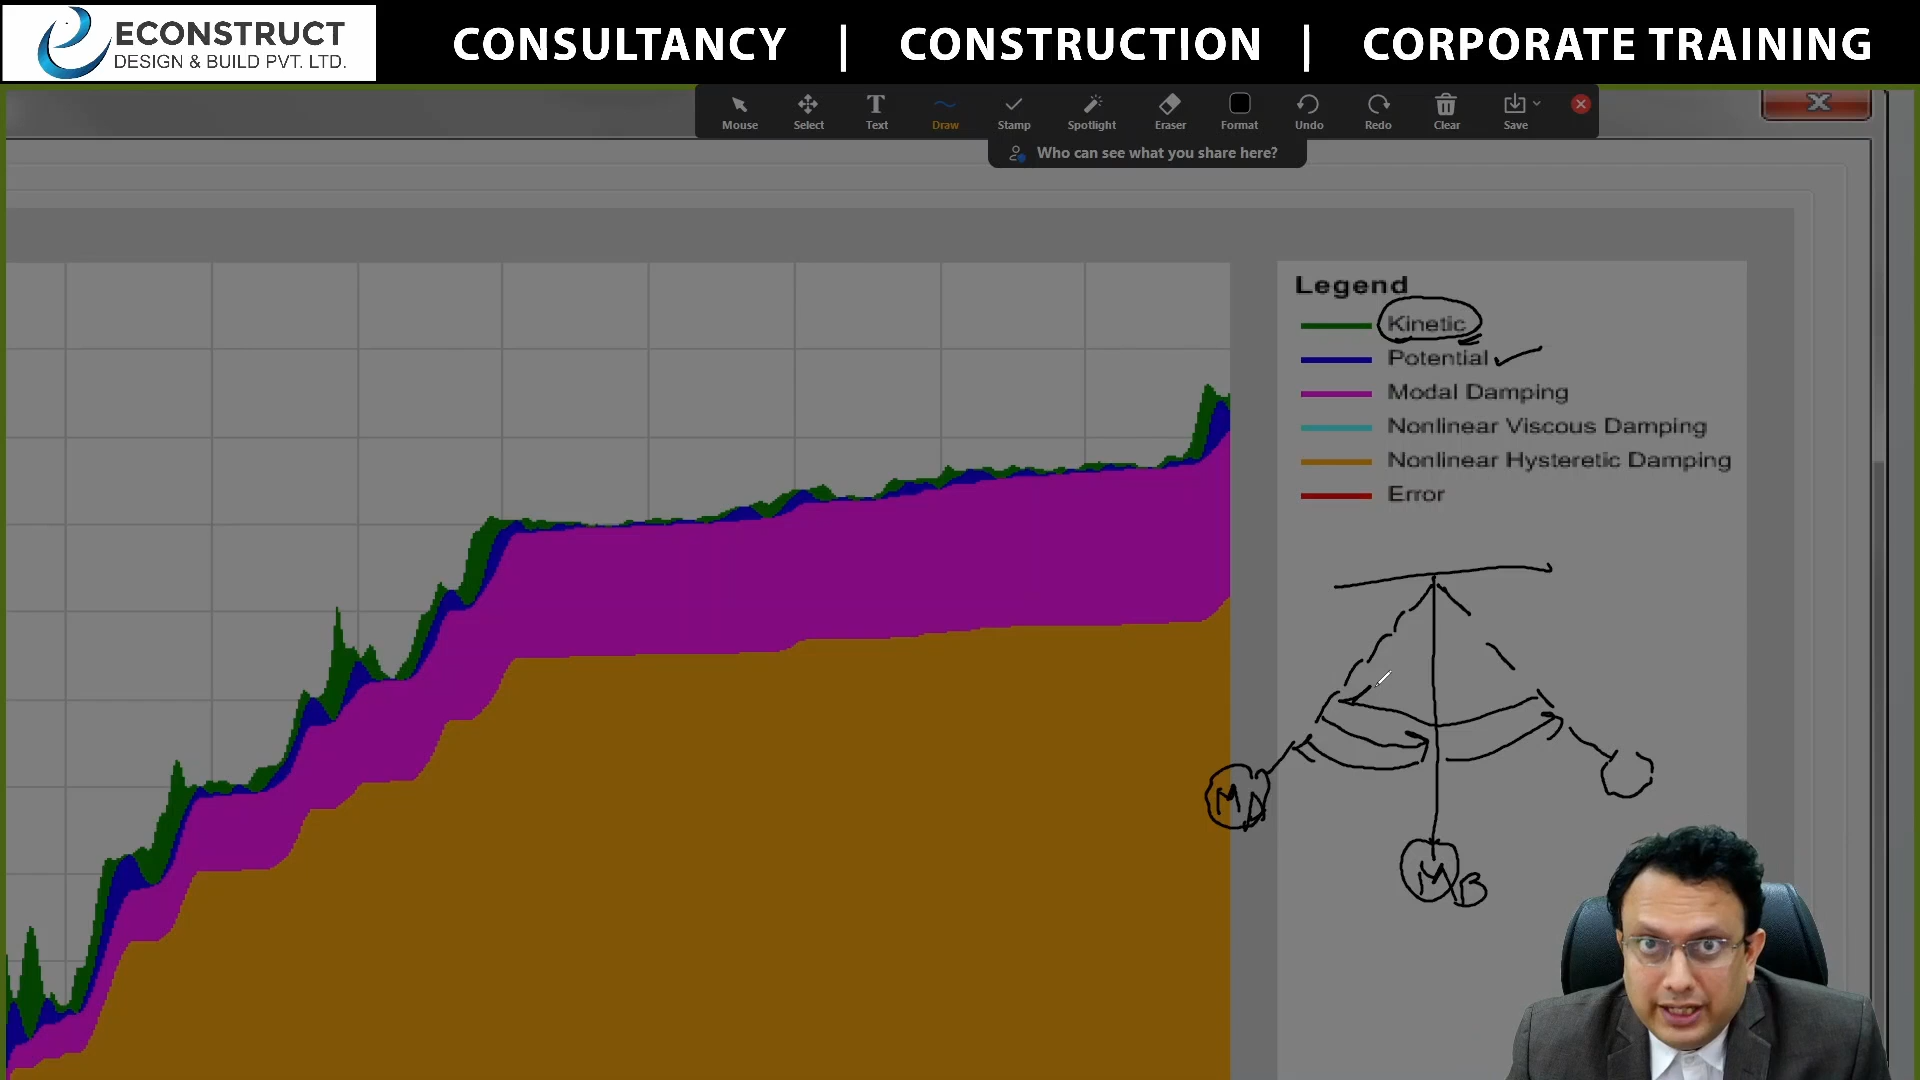 ECONSTRUCT
DESIGN & BUILD PVT. LTD.
CONSULTANCY | CONSTRUCTION | CORPORATE TRAINING
Mouse Select Text Draw Stamp Spotlight Eraser Format Undo Redo Clear Save
Who can see what you share here?
Legend
Kinetic
Potential
Modal Damping
Nonlinear Viscous Damping
Nonlinear Hysteretic Damping
Error
M A
M B